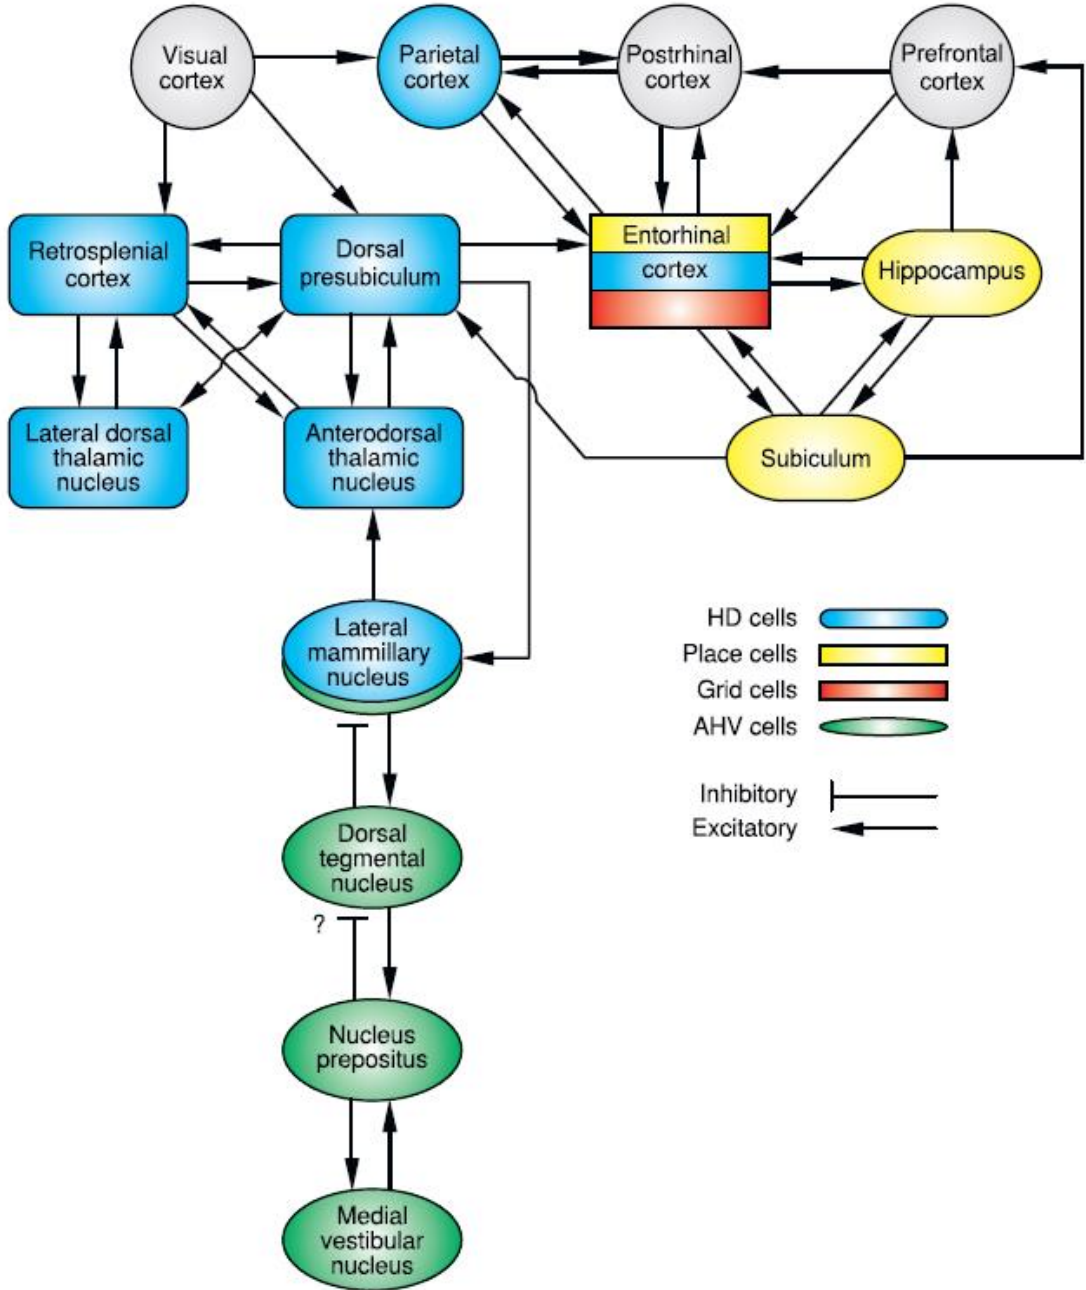 Visual
cortex
Parietal
cortex
Postrhinal
cortex
Prefrontal
cortex
Retrosplenial
cortex
Dorsal
presubiculum
Entorhinal
cortex
Hippocampus
Lateral dorsal
thalamic
nucleus
Anterodorsal
thalamic
nucleus
Subiculum
Lateral
mammillary
nucleus
HD cells
Place cells
Grid cells
AHV cells
Inhibitory
Excitatory
Dorsal
tegmental
nucleus
?
Nucleus
prepositus
Medial
vestibular
nucleus